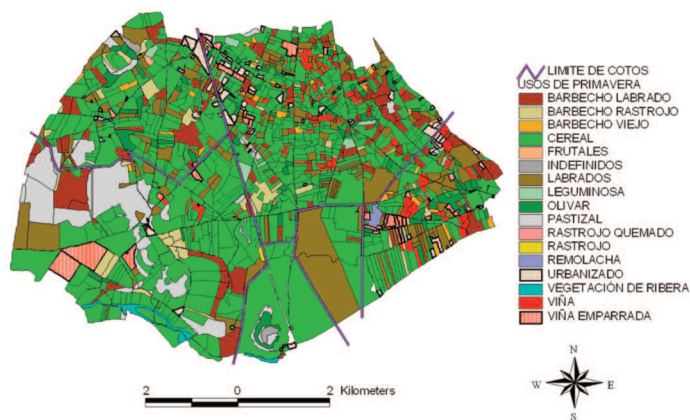 LIMITE DE COTOS
USOS DE PRIMAVERA
BARBECHO LABRADO
BARBECHO RASTROJO
BARBECHO VIEJO
CEREAL
FRUTALES
INDEFINIDOS
LABRADOS
LEGUMINOSA
OLIVAR
PASTIZAL
RASTROJO QUEMADO
RASTROJO
REMOLACHA
URBANIZADO
VEGETACIÓN DE RIBERA
VIÑA
VIÑA EMPARRADA
2 0 2 Kilometers
N
W E
S